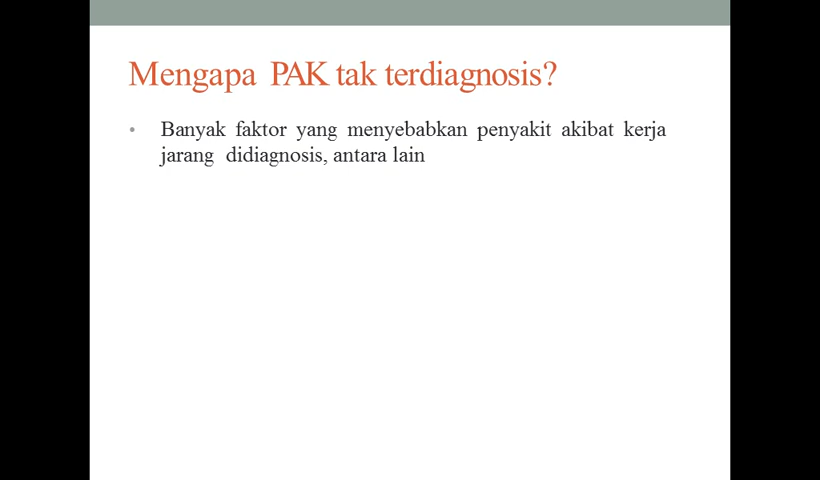 Mengapa PAK tak terdiagnosis?
• Banyak faktor yang menyebabkan penyakit akibat kerja
jarang didiagnosis, antara lain